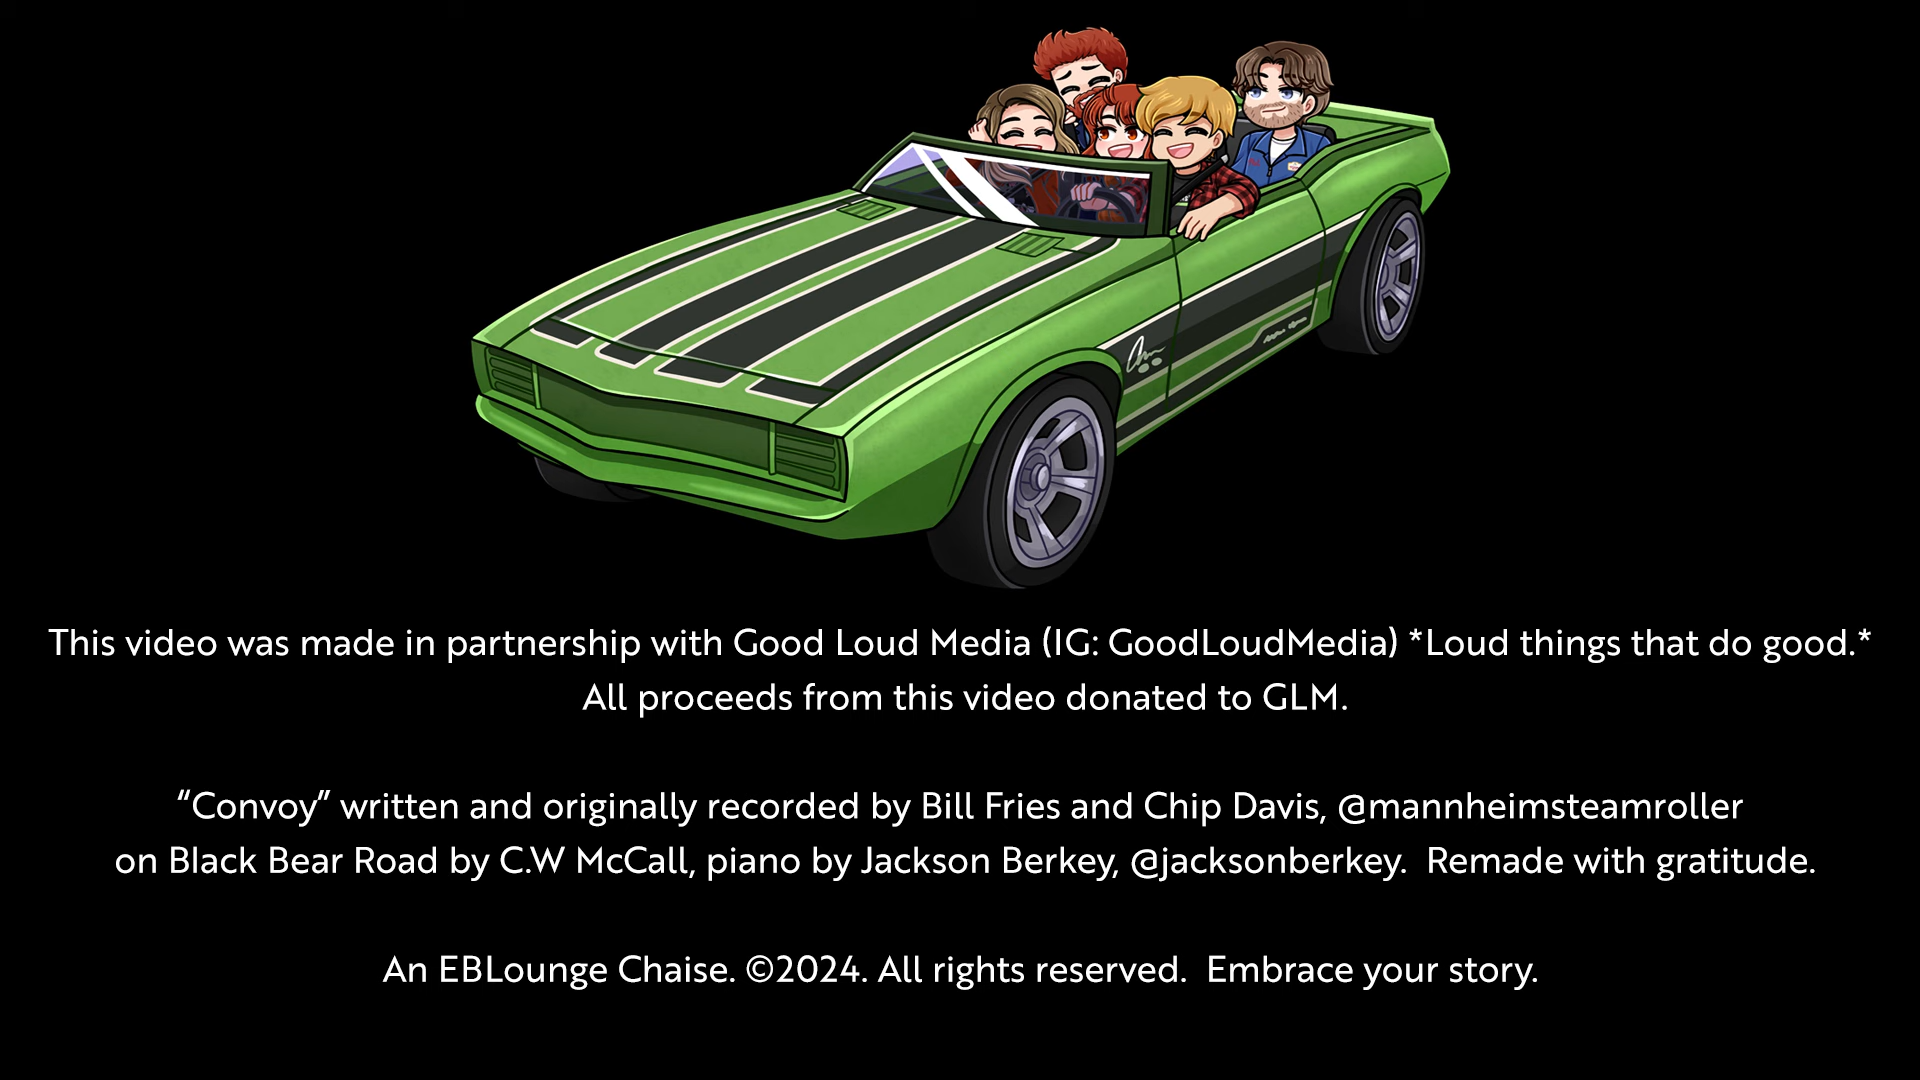 This video was made in partnership with Good Loud Media (IG: GoodLoudMedia) *Loud things that do good.*
All proceeds from this video donated to GLM.
“Convoy” written and originally recorded by Bill Fries and Chip Davis, @mannheimsteamroller
on Black Bear Road by C.W McCall, piano by Jackson Berkey, @jacksonberkey.  Remade with gratitude.
An EBLounge Chaise. ©2024. All rights reserved.  Embrace your story.